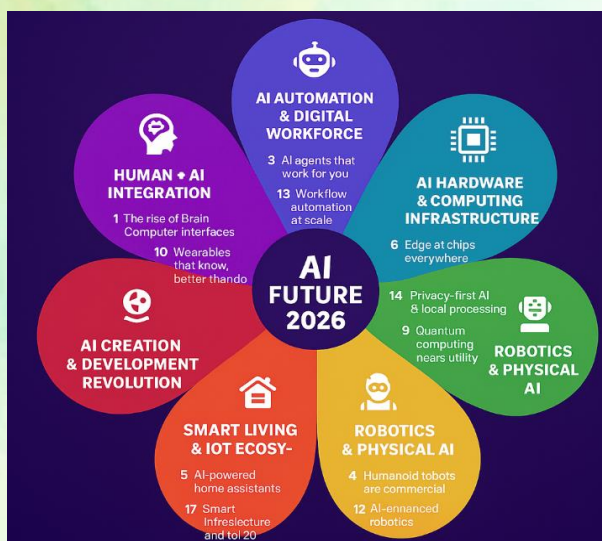 AI AUTOMATION
& DIGITAL
WORKFORCE
3 AI agents that
work for you
13 Workflow
automation
at scale
HUMAN + AI
INTEGRATION
1 The rise of Brain
Computer interfaces
10 Wearables
that know,
better thando
AI HARDWARE
& COMPUTING
INFRASTRUCTURE
6 Edge at chips
everywhere
AI
FUTURE
2026
14 Privacy-first AI
& local processing
9 Quantum
computing
nears utility
ROBOTICS
& PHYSICAL
AI
AI CREATION
& DEVELOPMENT
REVOLUTION
SMART LIVING
& IOT ECOSY-
5 AI-powered
home assistants
17 Smart
Infreslecture
and tol 20
ROBOTICS
& PHYSICAL AI
4 Humanoid tobots
are commercial
12 AI-ennanced
robotics